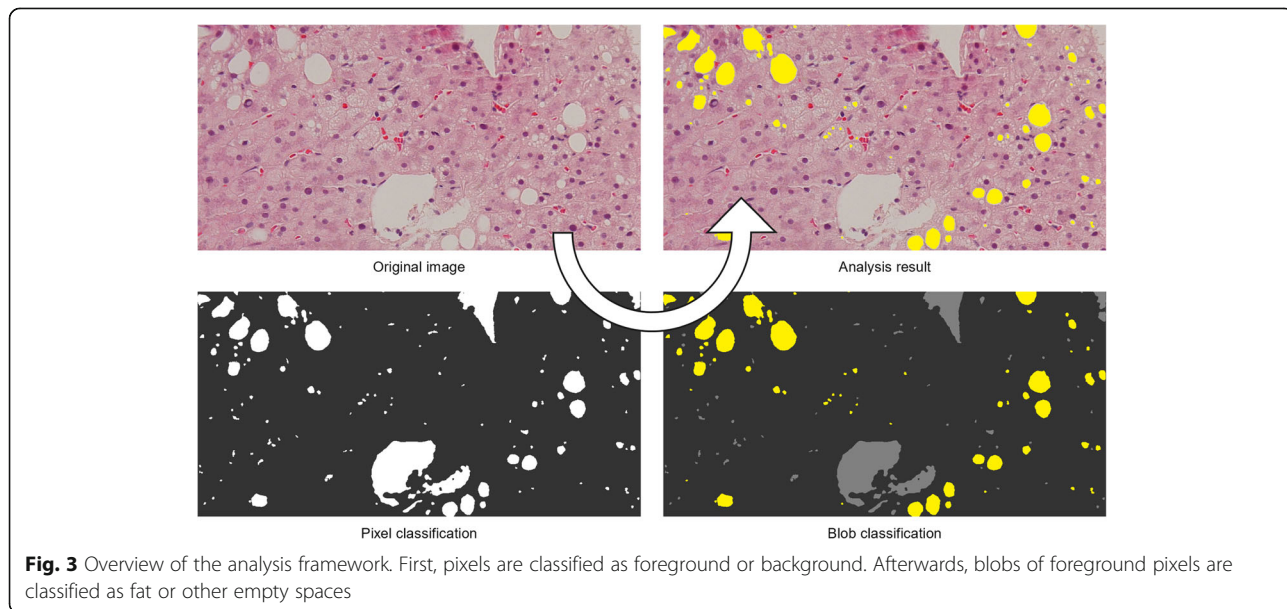 Original image
Analysis result
Pixel classification
Blob classification
Fig. 3 Overview of the analysis framework. First, pixels are classified as foreground or background. Afterwards, blobs of foreground pixels are
classified as fat or other empty spaces